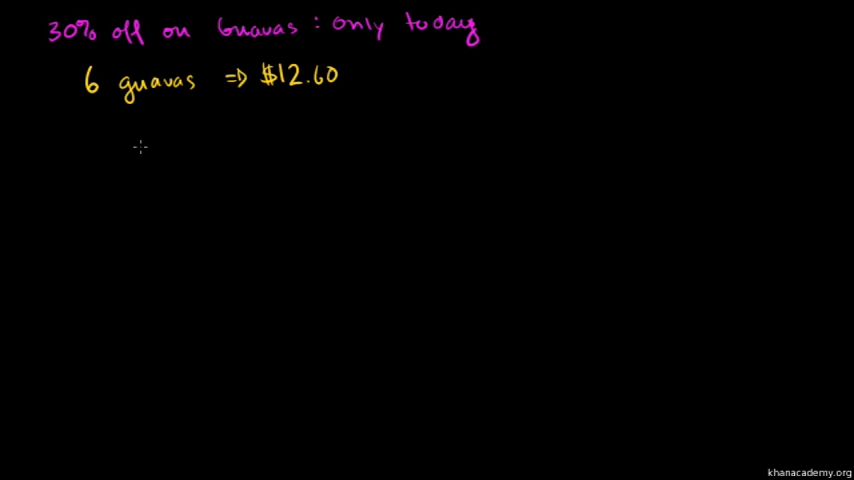 30% off on Guavas : only today
6 guavas ⇒ $12.60
khanacademy.org